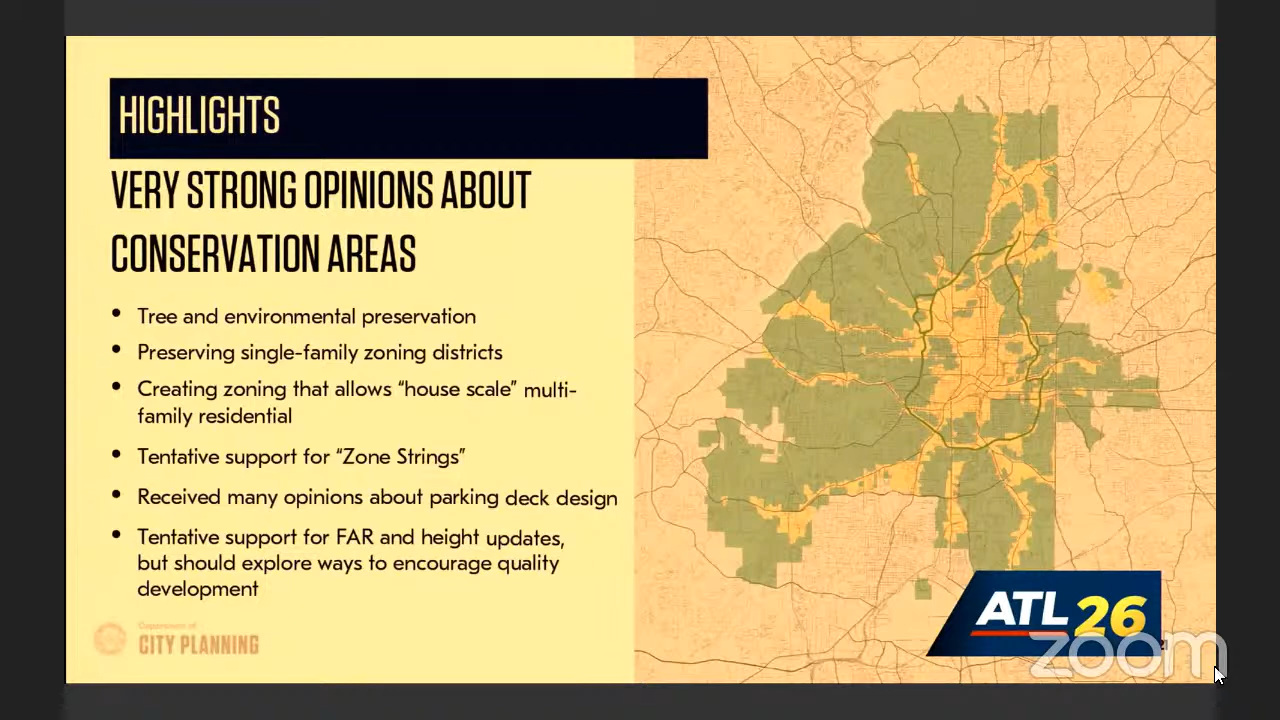 HIGHLIGHTS
VERY STRONG OPINIONS ABOUT
CONSERVATION AREAS
• Tree and environmental preservation
• Preserving single-family zoning districts
• Creating zoning that allows “house scale” multi-
family residential
• Tentative support for “Zone Strings”
• Received many opinions about parking deck design
• Tentative support for FAR and height updates,
but should explore ways to encourage quality
development
Department of
CITY PLANNING
ATL 26
zoom